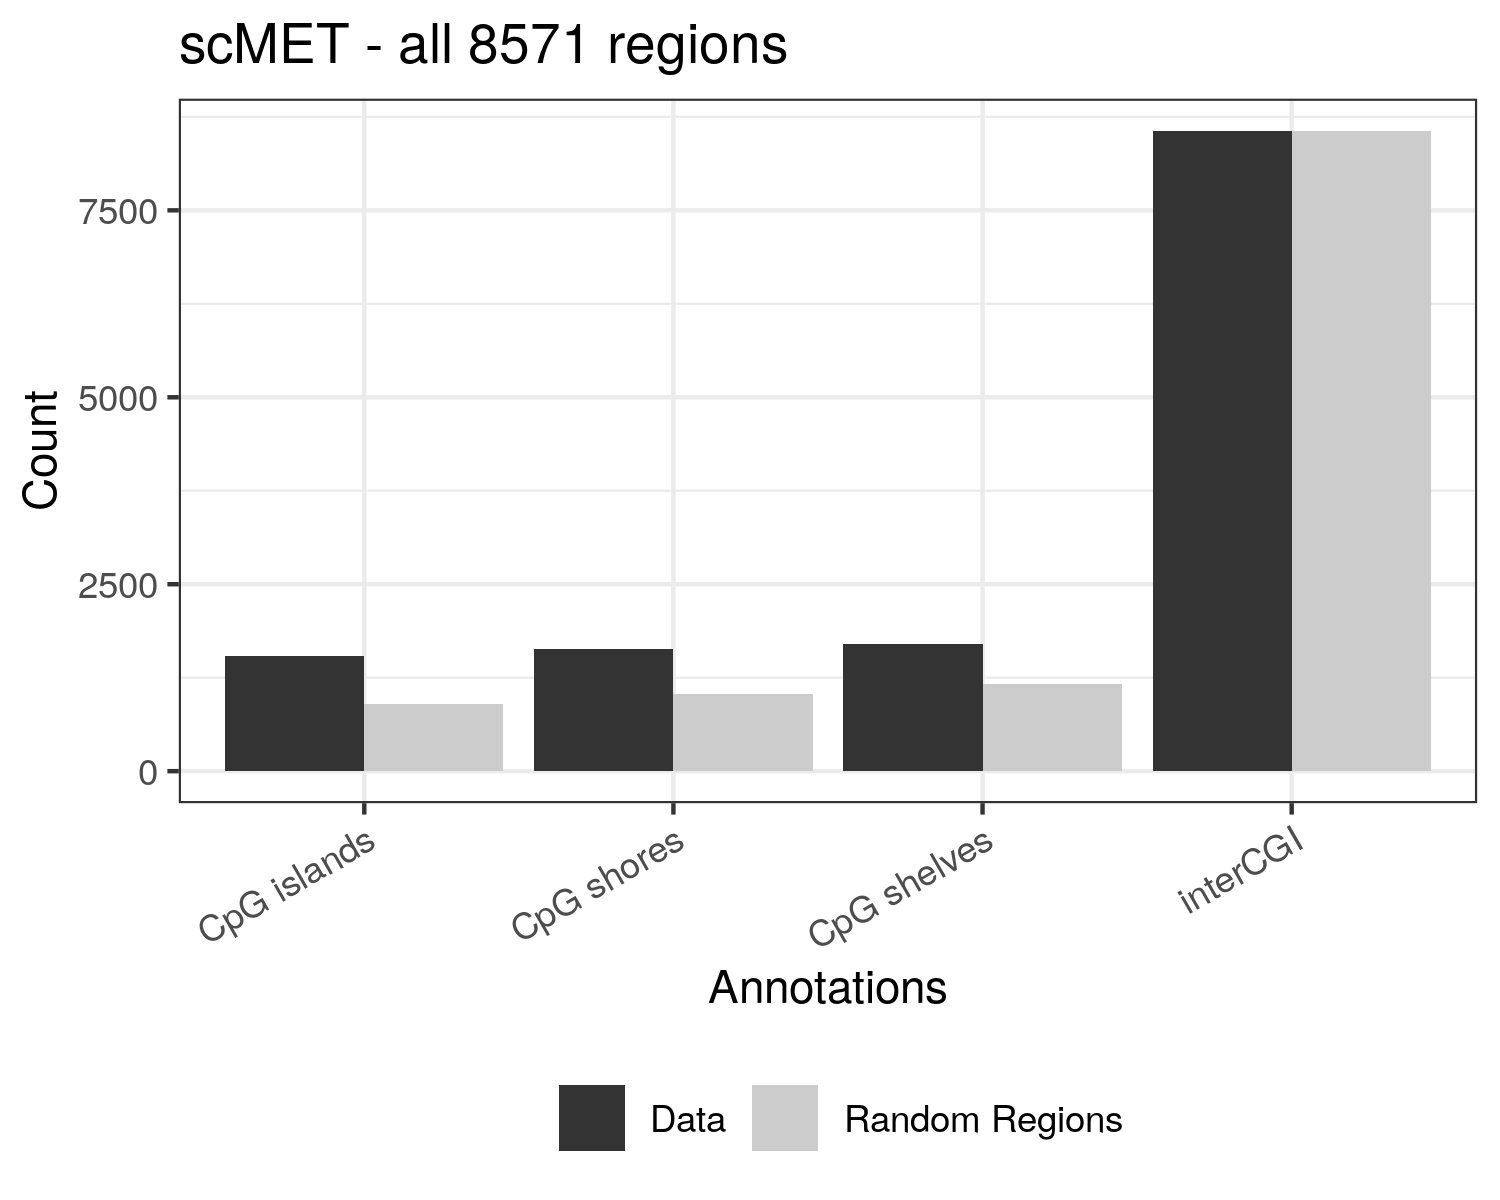 scMET - all 8571 regions
Count
7500
5000
2500
0
CpG islands
CpG shores
CpG shelves
interCGI
Annotations
Data
Random Regions